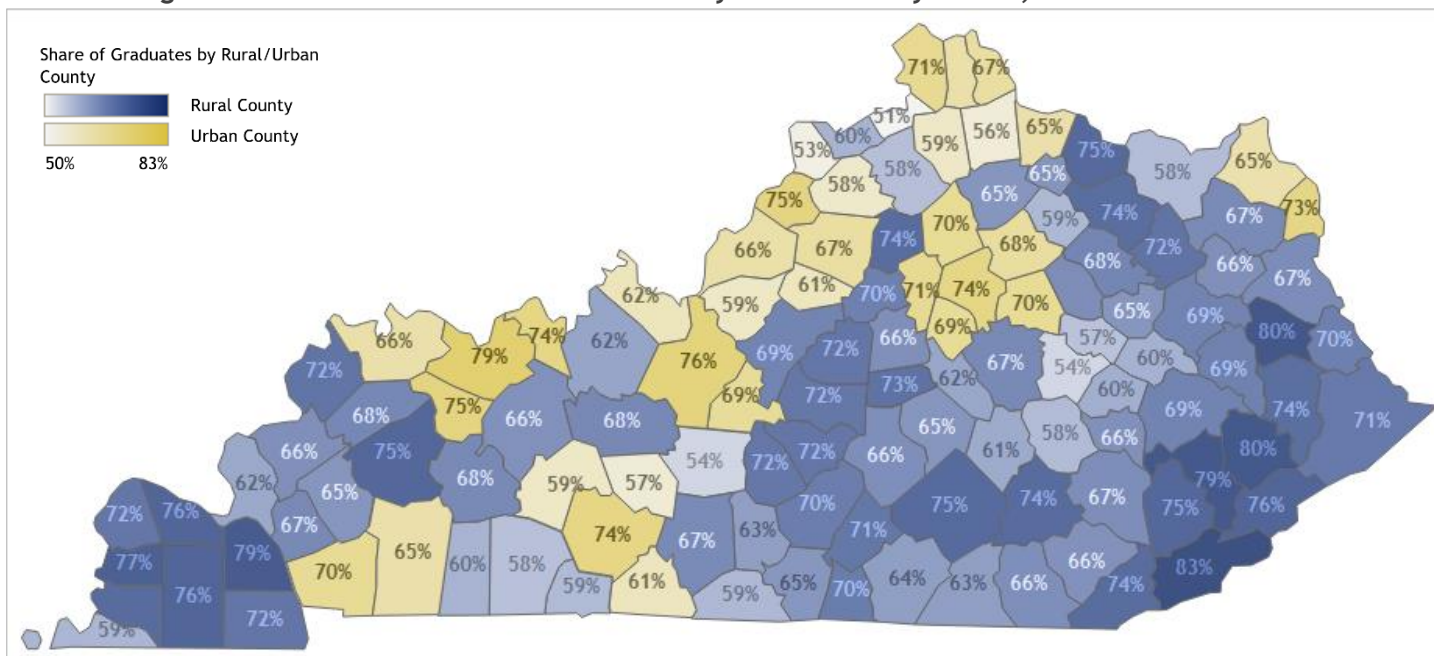 Share of Graduates by Rural/Urban
County
Rural County
Urban County
50% 83%
71% 67%
51%
53% 60% 59% 56% 65% 75%
58% 58% 65% 65% 58% 65%
75% 70% 59% 74% 67% 73%
66% 67% 74% 68% 72%
68% 66% 67%
62% 59% 61% 70% 71% 74% 70% 65% 69%
66% 79% 74% 62% 76% 69% 72% 66% 69% 57% 80% 70%
72% 67% 54% 60% 69%
68% 75% 66% 68% 69% 72% 73% 62% 60% 69% 74% 71%
66% 75% 65% 58% 66%
62% 65% 68% 59% 57% 54% 72% 72% 66% 61% 80%
72% 76% 67% 70% 75% 74% 67% 75% 79% 76%
77% 79% 70% 65% 60% 58% 74% 67% 63% 71%
76% 59% 61% 59% 65% 70% 64% 63% 66% 66% 74% 83%
59% 72%